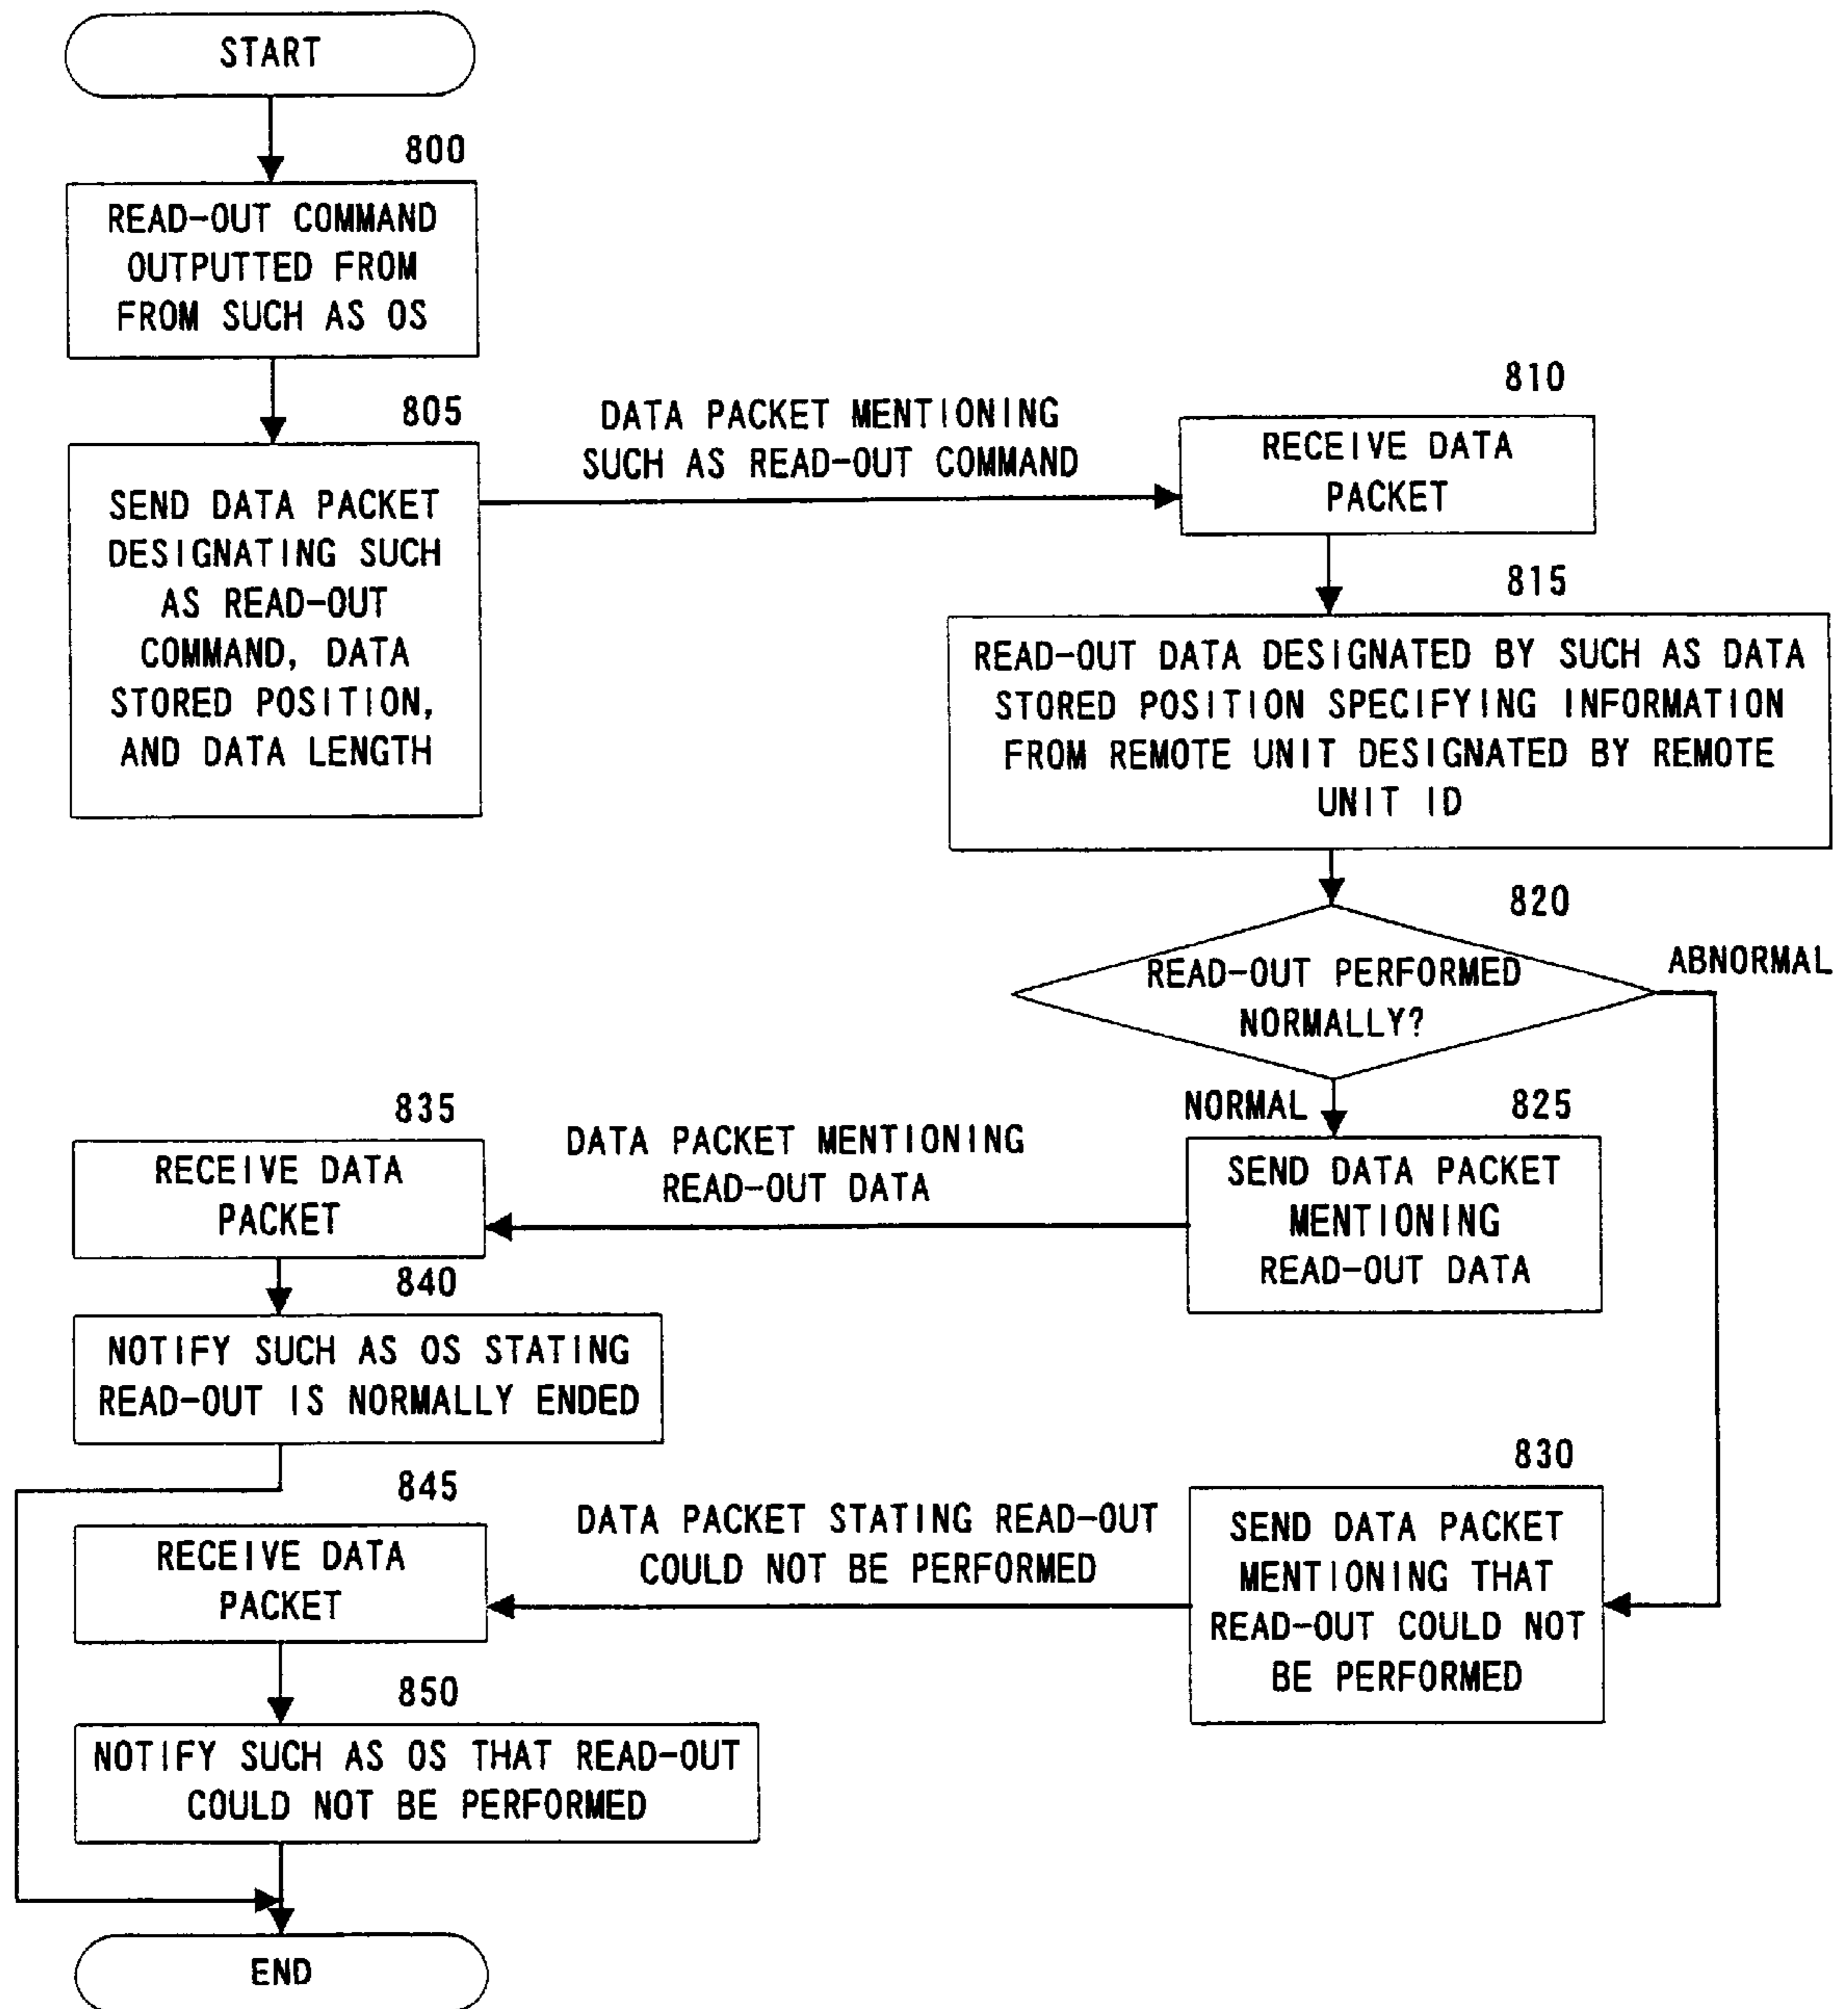 START
800
READ-OUT COMMAND
OUTPUTTED FROM
FROM SUCH AS OS
805
SEND DATA PACKET
DESIGNATING SUCH
AS READ-OUT
COMMAND, DATA
STORED POSITION,
AND DATA LENGTH
DATA PACKET MENTIONING
SUCH AS READ-OUT COMMAND
810
RECEIVE DATA
PACKET
815
READ-OUT DATA DESIGNATED BY SUCH AS DATA
STORED POSITION SPECIFYING INFORMATION
FROM REMOTE UNIT DESIGNATED BY REMOTE
UNIT ID
820
READ-OUT PERFORMED
NORMALLY?
ABNORMAL
NORMAL
825
SEND DATA PACKET
MENTIONING
READ-OUT DATA
DATA PACKET MENTIONING
READ-OUT DATA
835
RECEIVE DATA
PACKET
840
NOTIFY SUCH AS OS STATING
READ-OUT IS NORMALLY ENDED
830
SEND DATA PACKET
MENTIONING THAT
READ-OUT COULD NOT
BE PERFORMED
DATA PACKET STATING READ-OUT
COULD NOT BE PERFORMED
845
RECEIVE DATA
PACKET
850
NOTIFY SUCH AS OS THAT READ-OUT
COULD NOT BE PERFORMED
END